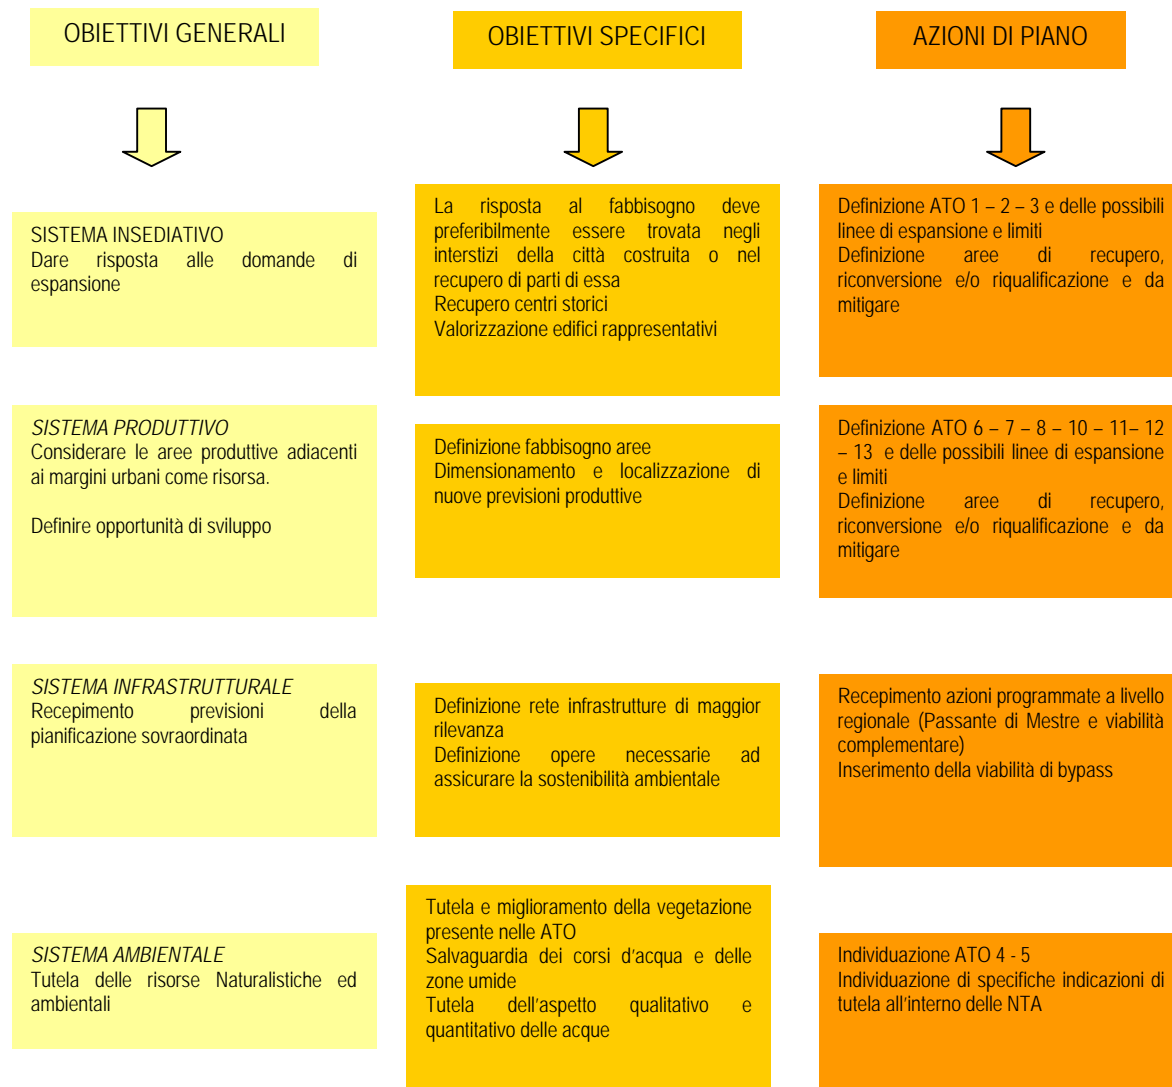 OBIETTIVI GENERALI
OBIETTIVI SPECIFICI
AZIONI DI PIANO
SISTEMA INSEDIATIVO
Dare risposta alle domande di
espansione
La risposta al fabbisogno deve
preferibilmente essere trovata negli
interstizi della città costruita o nel
recupero di parti di essa
Recupero centri storici
Valorizzazione edifici rappresentativi
Definizione ATO 1 – 2 – 3 e delle possibili
linee di espansione e limiti
Definizione aree di recupero,
riconversione e/o riqualificazione e da
mitigare
SISTEMA PRODUTTIVO
Considerare le aree produttive adiacenti
ai margini urbani come risorsa.
Definire opportunità di sviluppo
Definizione fabbisogno aree
Dimensionamento e localizzazione di
nuove previsioni produttive
Definizione ATO 6 – 7 – 8 – 10 – 11– 12
– 13 e delle possibili linee di espansione
e limiti
Definizione aree di recupero,
riconversione e/o riqualificazione e da
mitigare
SISTEMA INFRASTRUTTURALE
Recepimento previsioni della
pianificazione sovraordinata
Definizione rete infrastrutture di maggior
rilevanza
Definizione opere necessarie ad
assicurare la sostenibilità ambientale
Recepimento azioni programmate a livello
regionale (Passante di Mestre e viabilità
complementare)
Inserimento della viabilità di bypass
SISTEMA AMBIENTALE
Tutela delle risorse Naturalistiche ed
ambientali
Tutela e miglioramento della vegetazione
presente nelle ATO
Salvaguardia dei corsi d'acqua e delle
zone umide
Tutela dell'aspetto qualitativo e
quantitativo delle acque
Individuazione ATO 4 - 5
Individuazione di specifiche indicazioni di
tutela all'interno delle NTA